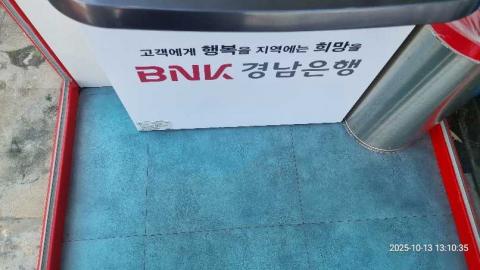 고객에게 행복을 지역에는 희망을
BNK 경남은행
2025-10-13 13:10:35